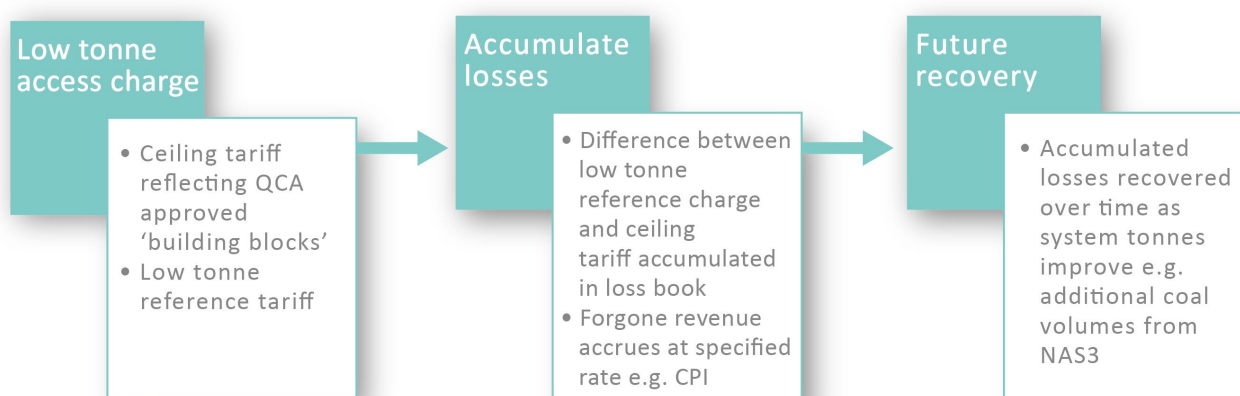 Low tonne
access charge
• Ceiling tariff
reflecting QCA
approved
‘building blocks’
• Low tonne
reference tariff
Accumulate
losses
• Difference between
low tonne
reference charge
and ceiling
tariff accumulated
in loss book
• Forgone revenue
accrues at specified
rate e.g. CPI
Future
recovery
• Accumulated
losses recovered
over time as
system tonnes
improve e.g.
additional coal
volumes from
NAS3